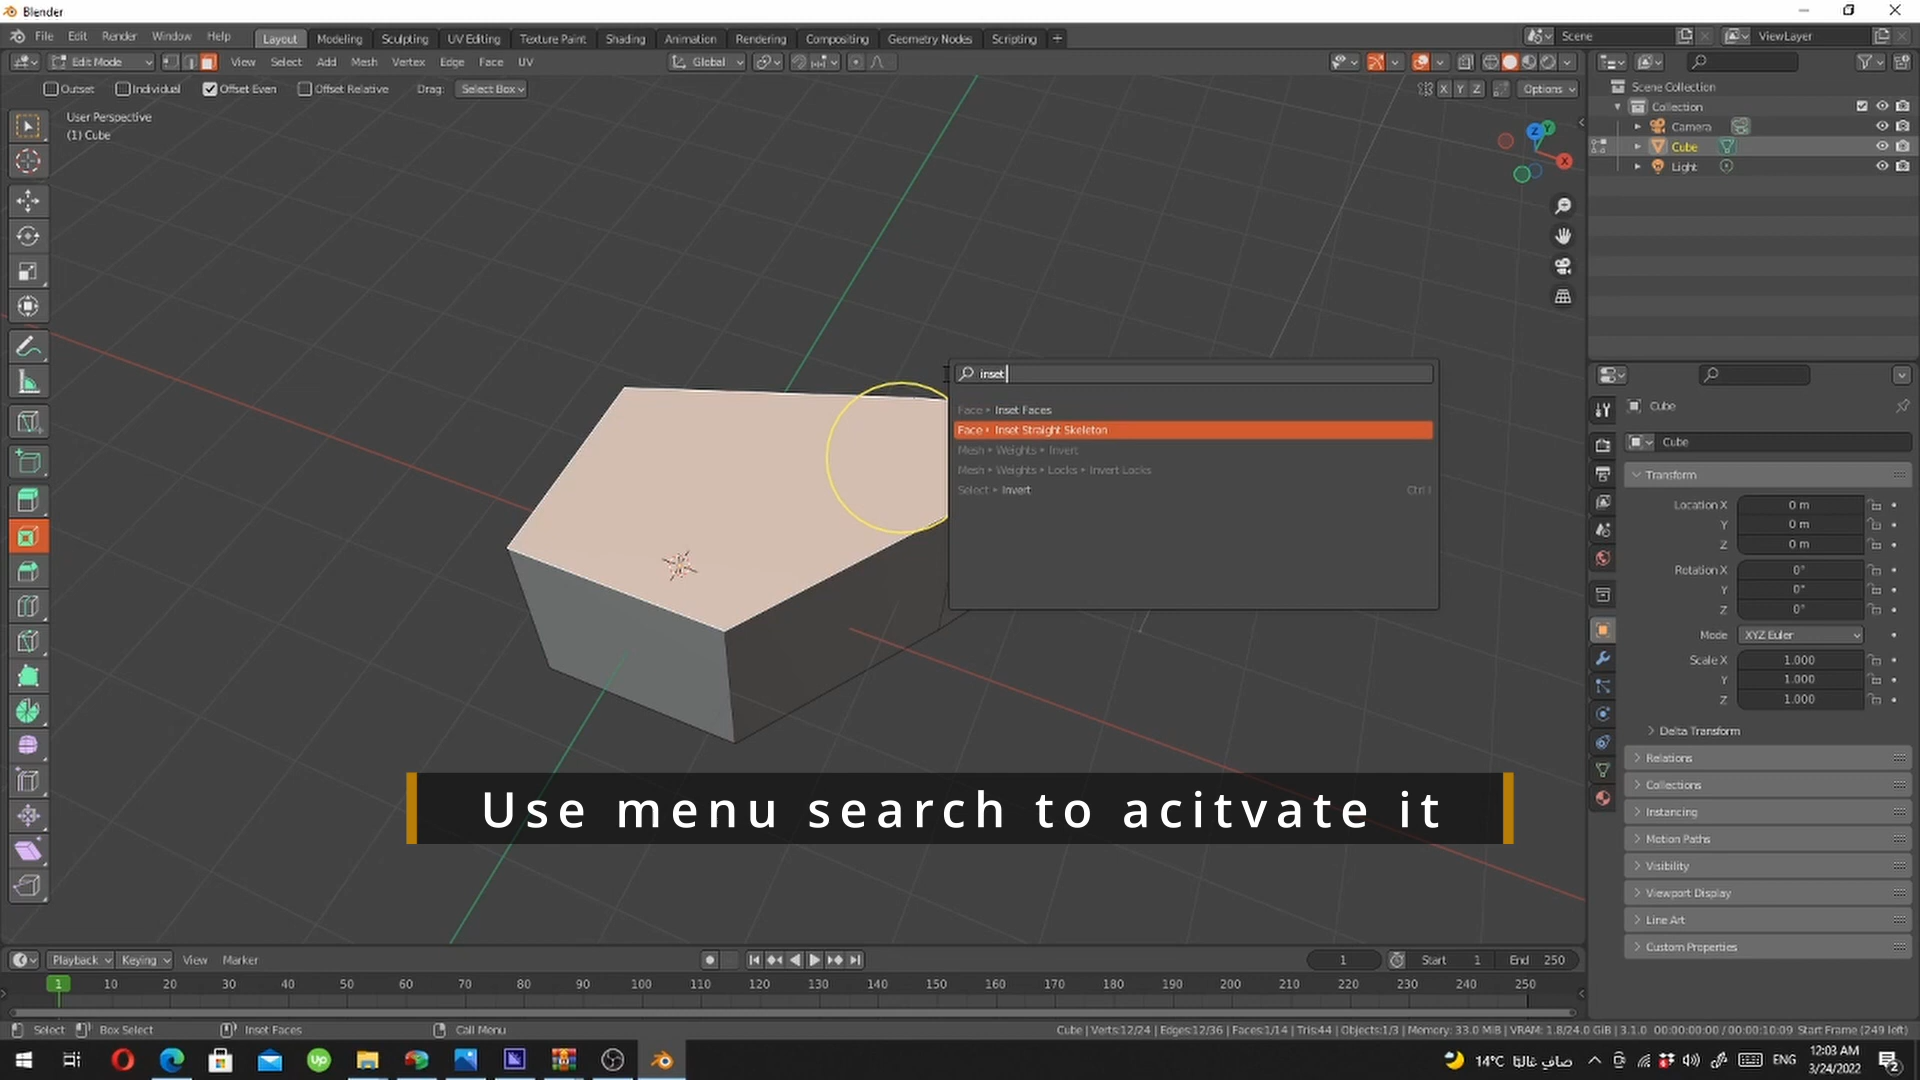 Blender
File Edit Render Window Help Layout Modeling Sculpting UV Editing Texture Paint Shading Animation Rendering Compositing Geometry Nodes Scripting + Scene ViewLayer
Edit Mode View Select Add Mesh Vertex Edge Face UV Global
Outset Individual Offset Even Offset Relative Drag: Select Box X Y Z Options
User Perspective
(1) Cube
Z Y X
Scene Collection
Collection
Camera
Cube
Light
inset
Face Inset Faces
Face Inset Straight Skeleton
Mesh Weights Invert
Mesh Weights Locks Invert Locks
Select Invert Ctrl I
Cube
Cube
Transform
Location X 0 m
Y 0 m
Z 0 m
Rotation X 0°
Y 0°
Z 0°
Mode XYZ Euler
Scale X 1.000
Y 1.000
Z 1.000
Delta Transform
Relations
Collections
Instancing
Motion Paths
Visibility
Viewport Display
Line Art
Custom Properties
Use menu search to acitvate it
Playback Keying View Marker 1 Start 1 End 250
1 10 20 30 40 50 60 70 80 90 100 110 120 130 140 150 160 170 180 190 200 210 220 230 240 250
Select Box Select Inset Faces Call Menu Cube | Verts:12/24 | Edges:12/36 | Faces:1/14 | Tris:44 | Objects:1/3 | Memory: 33.0 MiB | VRAM: 1.8/24.0 GiB | 3.1.0 00:00:00:00 / 00:00:10:09 Start Frame (249 left)
Up 14°C صافٍ غالبًا ENG 12:03 AM
3/24/2022 2